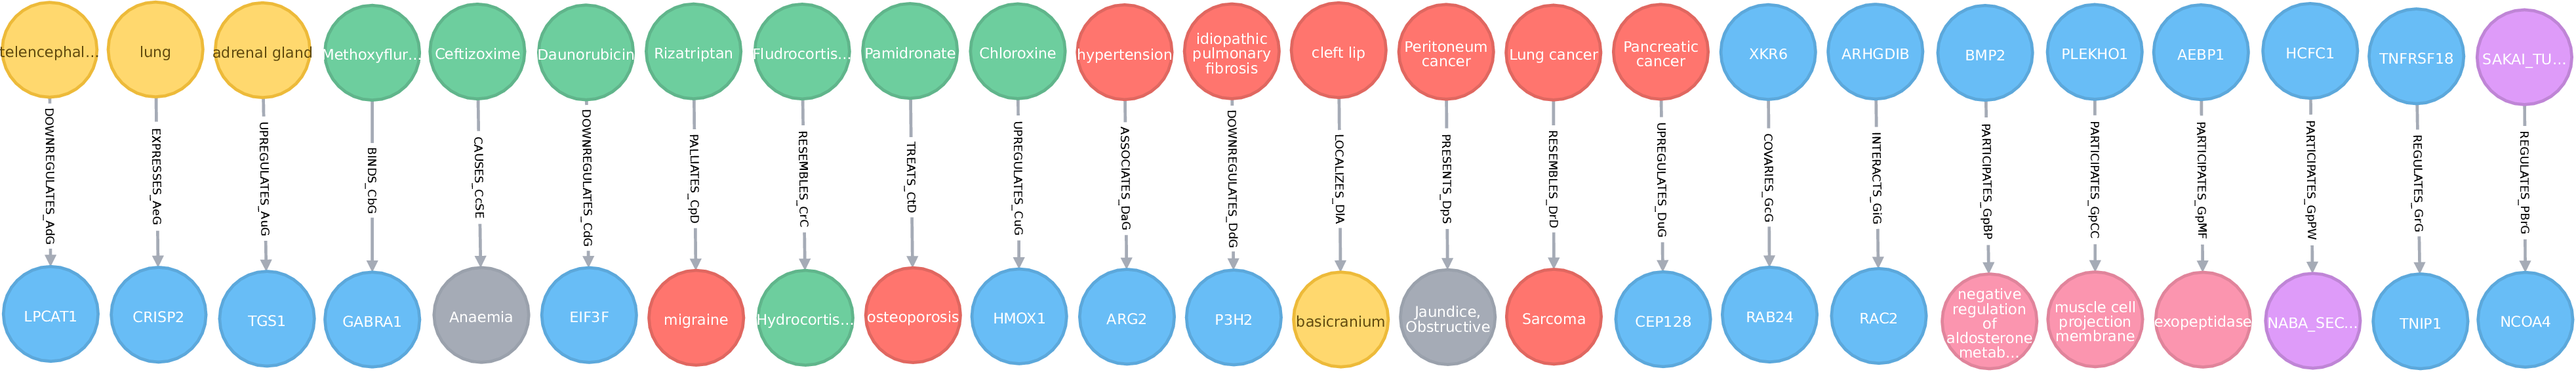 telencephal...
lung
adrenal gland
Methoxyflur...
Ceftizoxime
Daunorubicin
Rizatriptan
Fludrocortis...
Pamidronate
Chloroxine
hypertension
idiopathic
pulmonary
fibrosis
cleft lip
Peritoneum
cancer
Lung cancer
Pancreatic
cancer
XKR6
ARHGDIB
BMP2
PLEKHO1
AEBP1
HCFC1
TNFRSF18
SAKAI_TU...
DOWNREGULATES_AdG
EXPRESSES_AeG
UPREGULATES_AuG
BINDS_CbG
CAUSES_CcSE
DOWNREGULATES_CdG
PALLIATES_CpD
RESEMBLES_CrC
TREATS_CtD
UPREGULATES_CuG
ASSOCIATES_DaG
DOWNREGULATES_DdG
LOCALIZES_DlA
PRESENTS_DpS
RESEMBLES_DrD
UPREGULATES_DuG
COVARIES_GcG
INTERACTS_GiG
PARTICIPATES_GpBP
PARTICIPATES_GpCC
PARTICIPATES_GpMF
PARTICIPATES_GpPW
REGULATES_GrG
REGULATES_PBrG
LPCAT1
CRISP2
TGS1
GABRA1
Anaemia
EIF3F
migraine
Hydrocortis...
osteoporosis
HMOX1
ARG2
P3H2
basicranium
Jaundice,
Obstructive
Sarcoma
CEP128
RAB24
RAC2
negative
regulation
of
aldosterone
metab...
muscle cell
projection
membrane
exopeptidase
NABA_SEC...
TNIP1
NCOA4